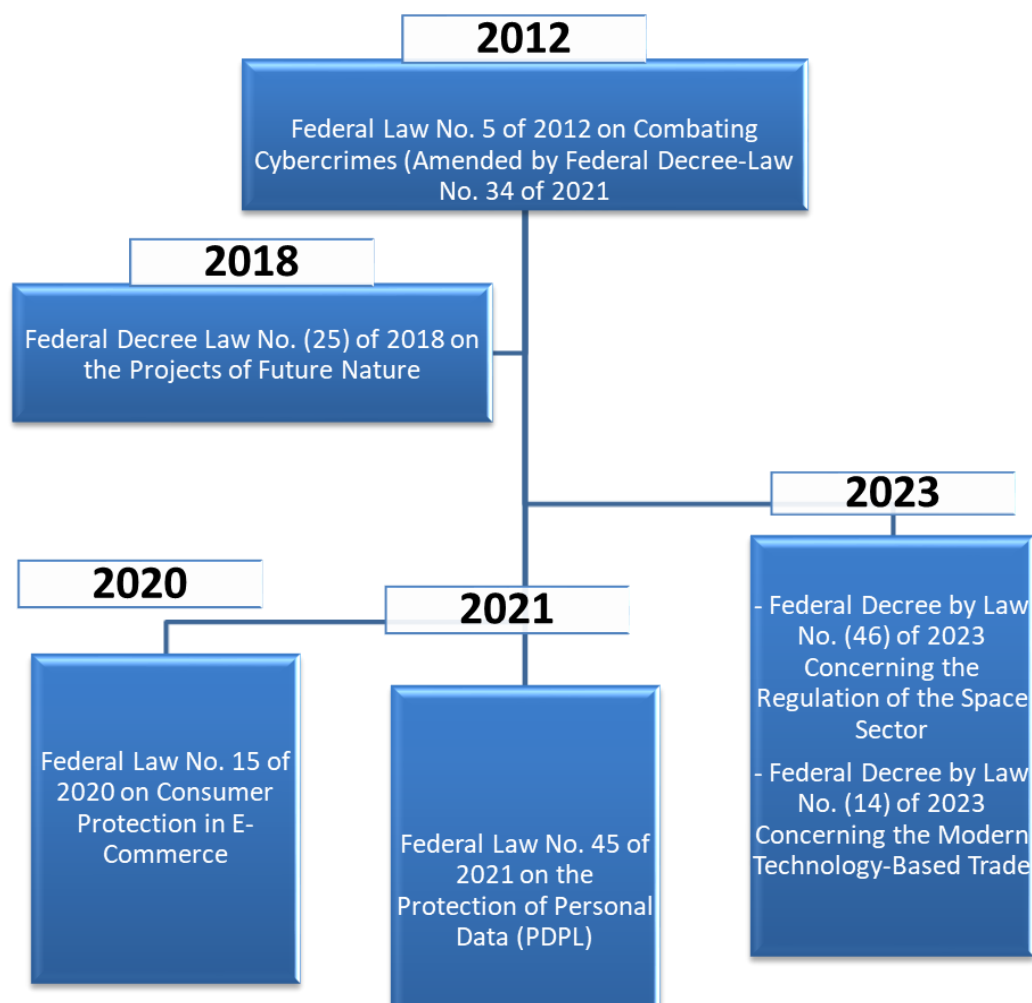 2012
Federal Law No. 5 of 2012 on Combating
Cybercrimes (Amended by Federal Decree-Law
No. 34 of 2021
2018
Federal Decree Law No. (25) of 2018 on
the Projects of Future Nature
2020
Federal Law No. 15 of
2020 on Consumer
Protection in E-
Commerce
2021
Federal Law No. 45 of
2021 on the
Protection of Personal
Data (PDPL)
2023
- Federal Decree by Law
No. (46) of 2023
Concerning the
Regulation of the Space
Sector
- Federal Decree by Law
No. (14) of 2023
Concerning the Modern
Technology-Based Trade